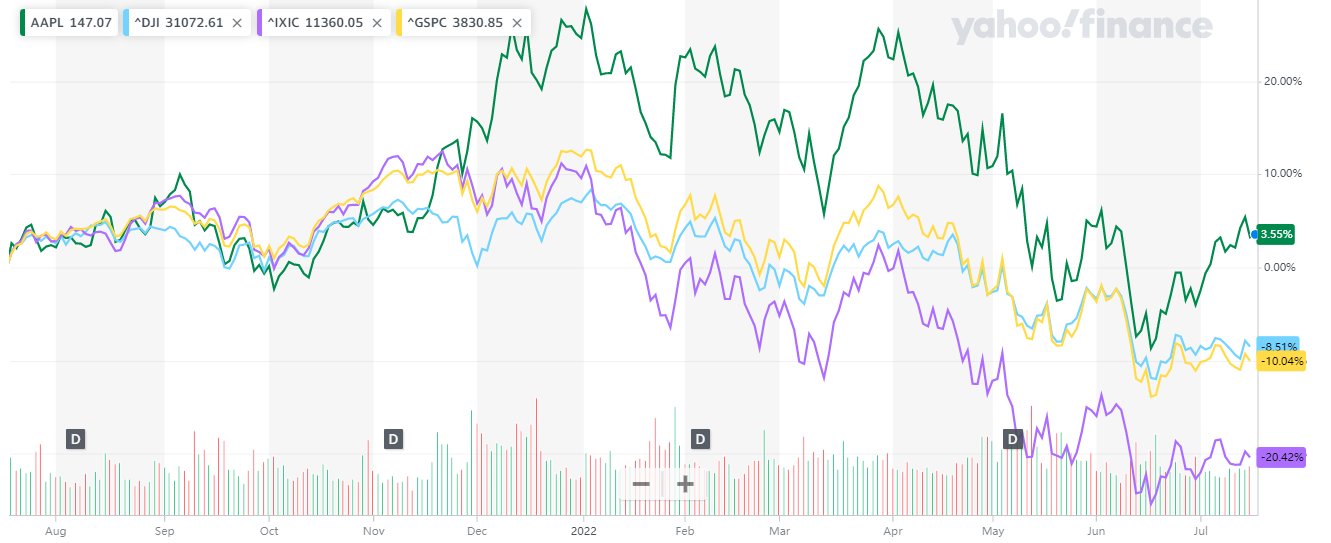 AAPL 147.07 ^DJI 31072.61 ✕ ^IXIC 11360.05 ✕ ^GSPC 3830.85 ✕
yahoo!finance
20.00%
10.00%
3.55%
0.00%
-8.51%
-10.04%
D D D D
-20.42%
Aug Sep Oct Nov Dec 2022 Feb Mar Apr May Jun Jul